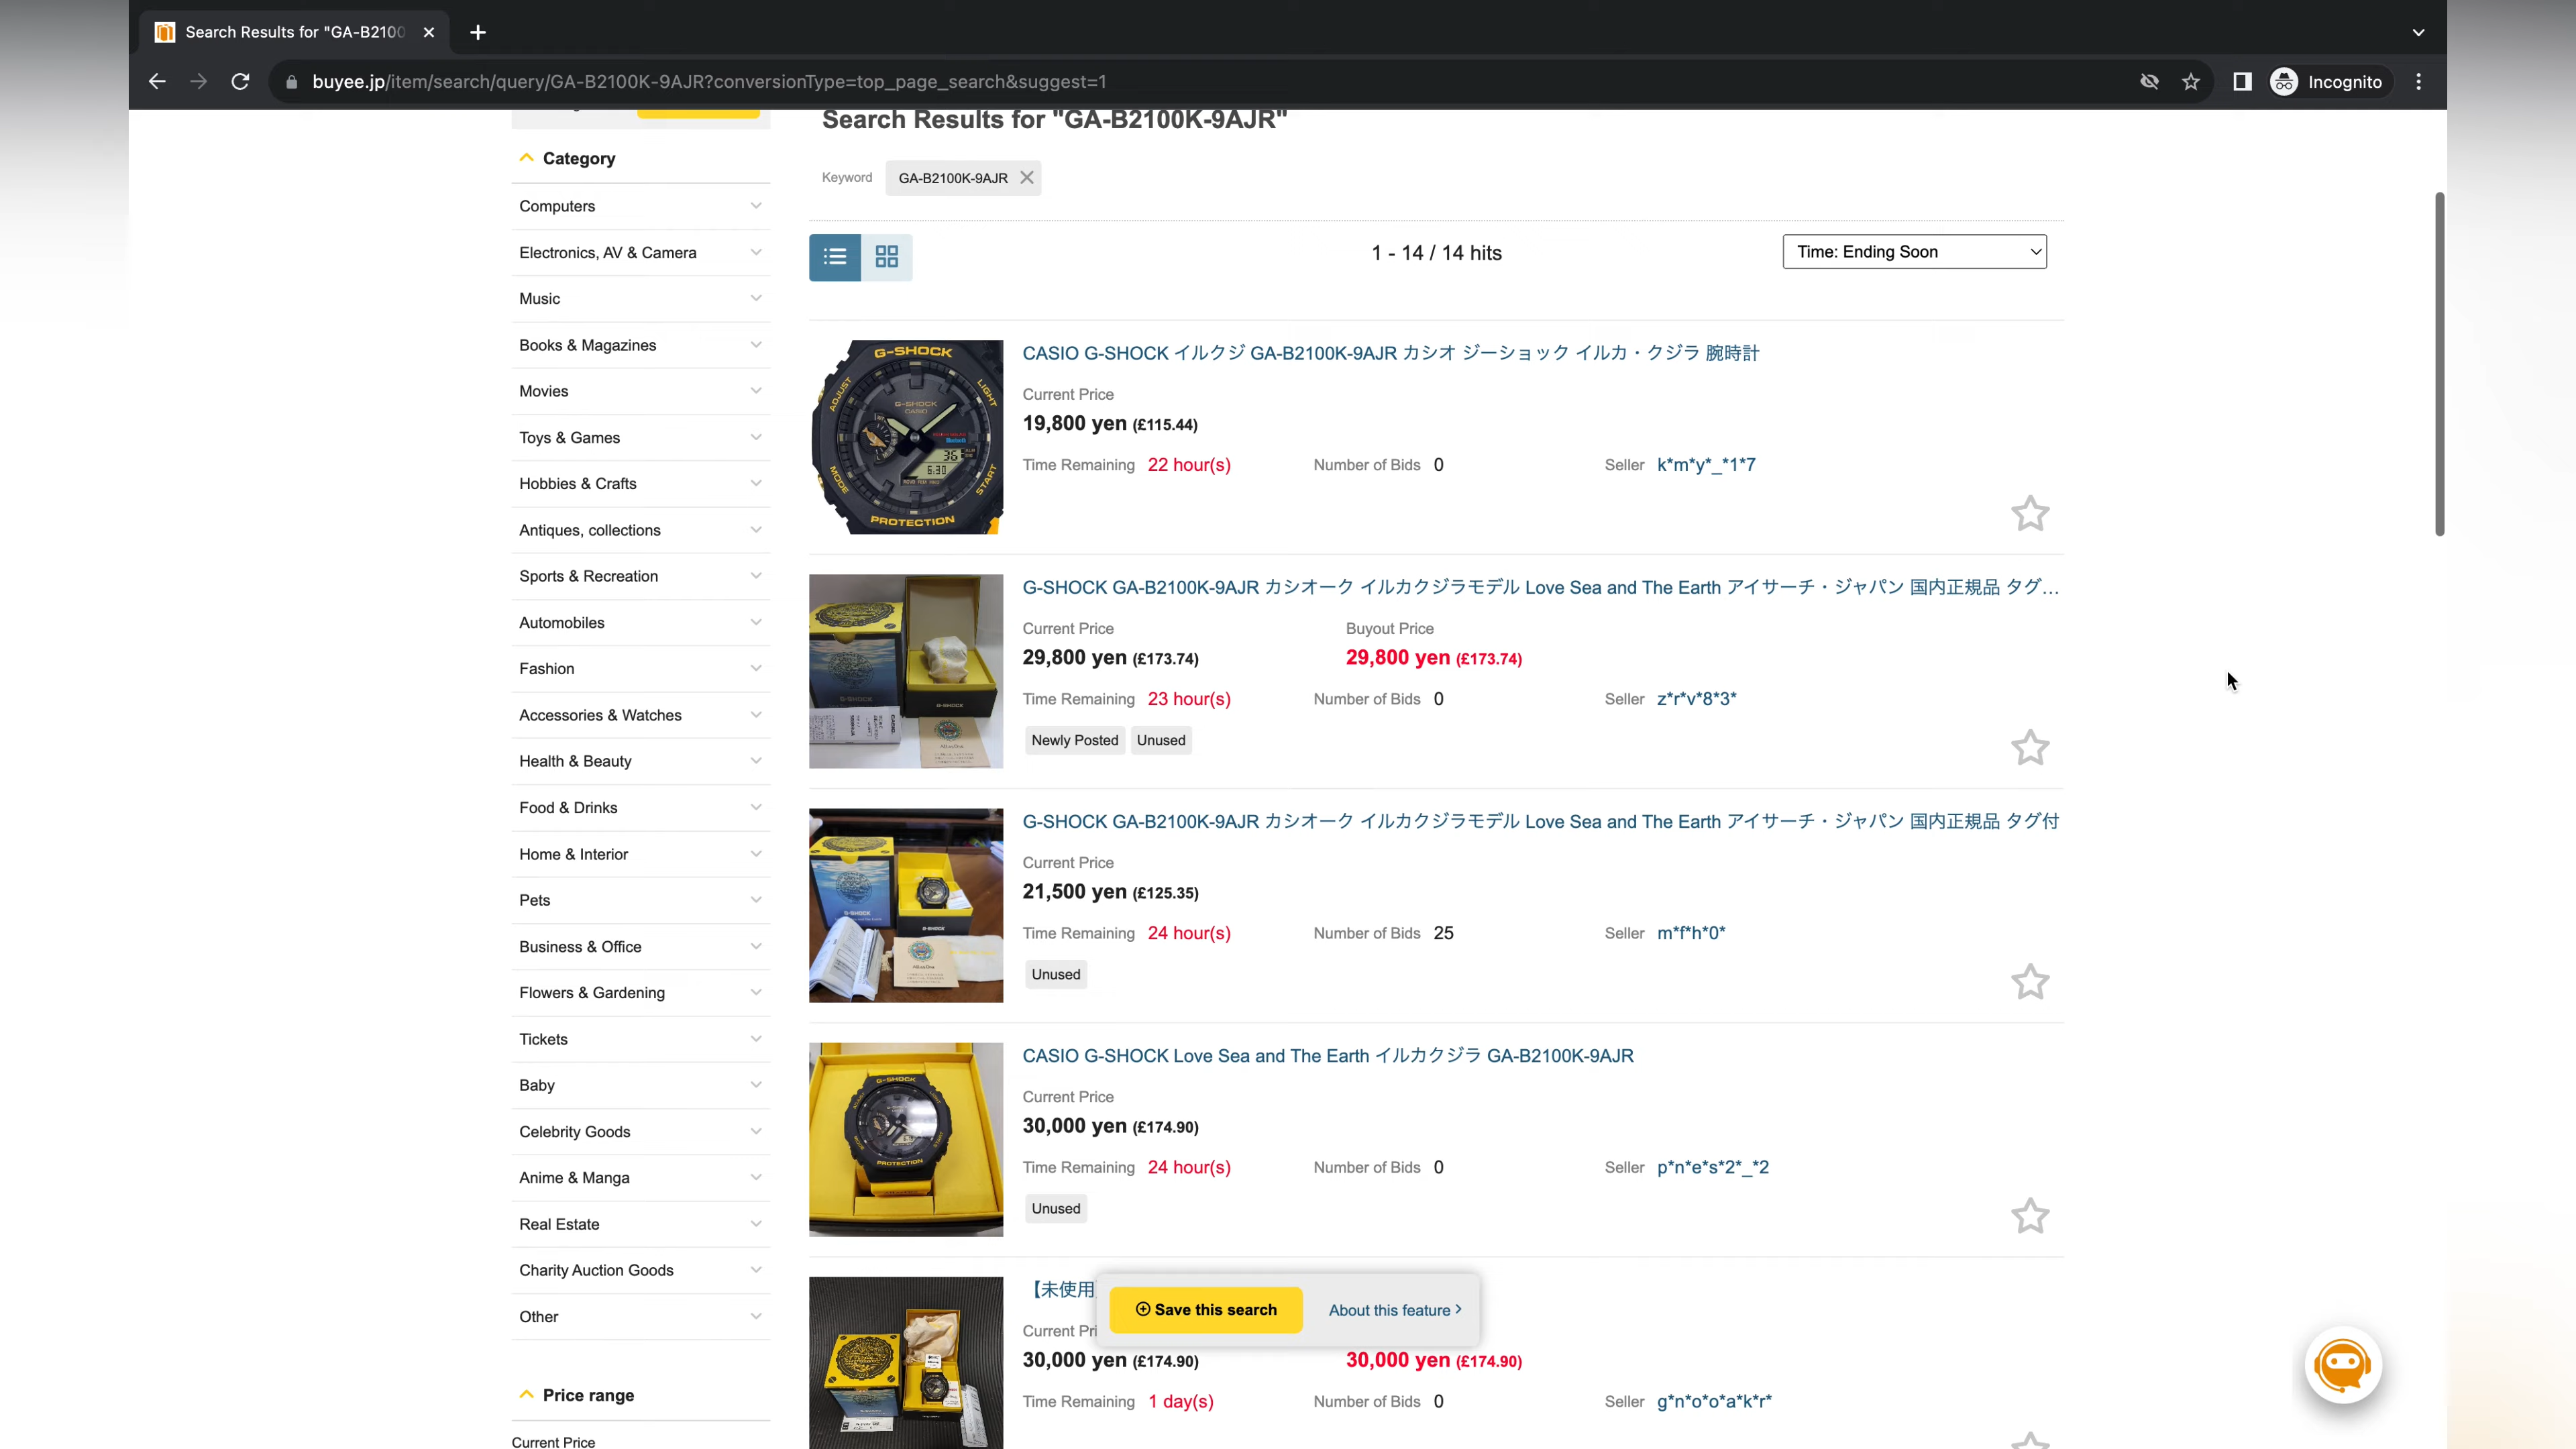 Search Results for "GA-B2100
buyee.jp/item/search/query/GA-B2100K-9AJR?conversionType=top_page_search&suggest=1
Incognito
Search Results for "GA-B2100K-9AJR"
Keyword GA-B2100K-9AJR
1 - 14 / 14 hits
Time: Ending Soon
Category
Computers
Electronics, AV & Camera
Music
Books & Magazines
Movies
Toys & Games
Hobbies & Crafts
Antiques, collections
Sports & Recreation
Automobiles
Fashion
Accessories & Watches
Health & Beauty
Food & Drinks
Home & Interior
Pets
Business & Office
Flowers & Gardening
Tickets
Baby
Celebrity Goods
Anime & Manga
Real Estate
Charity Auction Goods
Other
Price range
Current Price
G-SHOCK
ADJUST
LIGHT
G-SHOCK
CASIO
Bluetooth
36
6:30
MODE
START
PROTECTION
CASIO G-SHOCK イルクジ GA-B2100K-9AJR カシオ ジーショック イルカ・クジラ 腕時計
Current Price
19,800 yen (£115.44)
Time Remaining 22 hour(s) Number of Bids 0 Seller k*m*y*_*1*7
G-SHOCK GA-B2100K-9AJR カシオーク イルカクジラモデル Love Sea and The Earth アイサーチ・ジャパン 国内正規品 タグ...
Current Price Buyout Price
29,800 yen (£173.74) 29,800 yen (£173.74)
Time Remaining 23 hour(s) Number of Bids 0 Seller z*r*v*8*3*
Newly Posted Unused
G-SHOCK GA-B2100K-9AJR カシオーク イルカクジラモデル Love Sea and The Earth アイサーチ・ジャパン 国内正規品 タグ付
Current Price
21,500 yen (£125.35)
Time Remaining 24 hour(s) Number of Bids 25 Seller m*f*h*0*
Unused
G-SHOCK
PROTECTION
CASIO G-SHOCK Love Sea and The Earth イルカクジラ GA-B2100K-9AJR
Current Price
30,000 yen (£174.90)
Time Remaining 24 hour(s) Number of Bids 0 Seller p*n*e*s*2*_*2
Unused
【未使用
Save this search About this feature
Current Pri
30,000 yen (£174.90) 30,000 yen (£174.90)
Time Remaining 1 day(s) Number of Bids 0 Seller g*n*o*o*a*k*r*